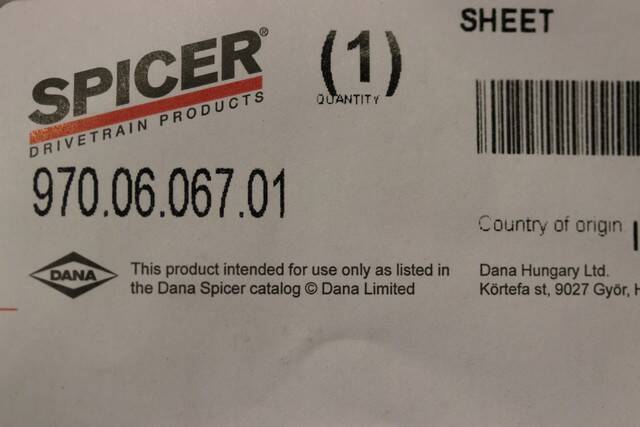 SPICER®
DRIVETRAIN PRODUCTS
(1)
QUANTITY
SHEET
970.06.067.01
Country of origin
DANA
This product intended for use only as listed in
the Dana Spicer catalog © Dana Limited
Dana Hungary Ltd.
Körtefa st, 9027 Győr,